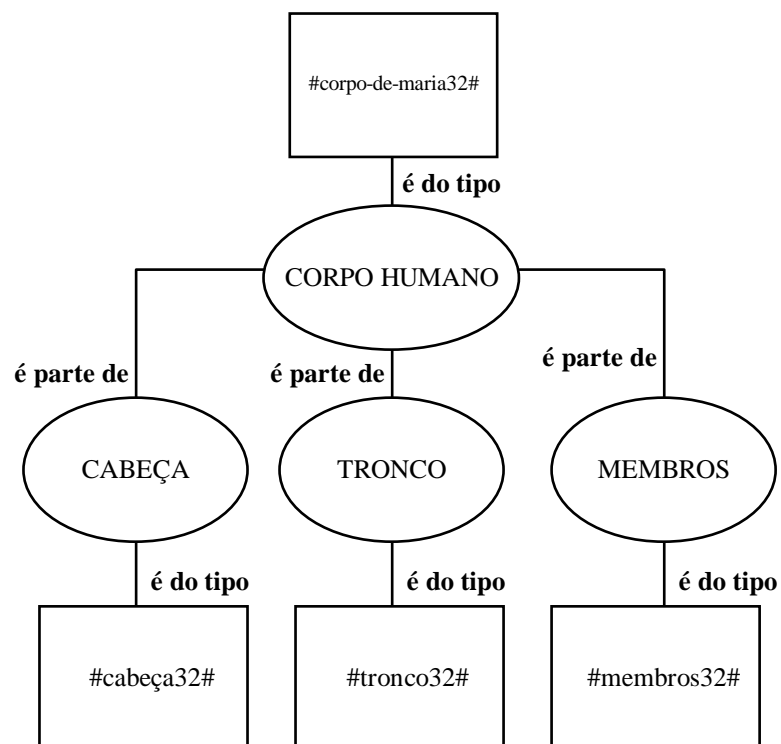 #corpo-de-maria32#
é do tipo
CORPO HUMANO
é parte de
é parte de
é parte de
CABEÇA
TRONCO
MEMBROS
é do tipo
é do tipo
é do tipo
#cabeça32#
#tronco32#
#membros32#